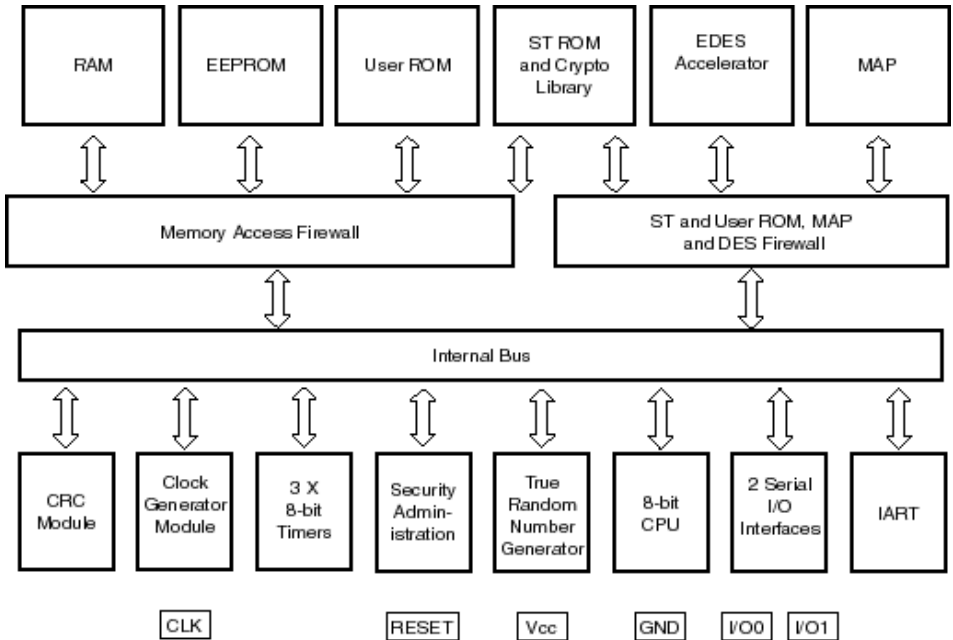 RAM
EEPROM
User ROM
ST ROM
and Crypto
Library
EDES
Accelerator
MAP
Memory Access Firewall
ST and User ROM, MAP
and DES Firewall
Internal Bus
CRC
Module
Clock
Generator
Module
3 X
8-bit
Timers
Security
Admin-
istration
True
Random
Number
Generator
8-bit
CPU
2 Serial
I/O
Interfaces
IART
CLK
RESET
Vcc
GND
I/O0
I/O1